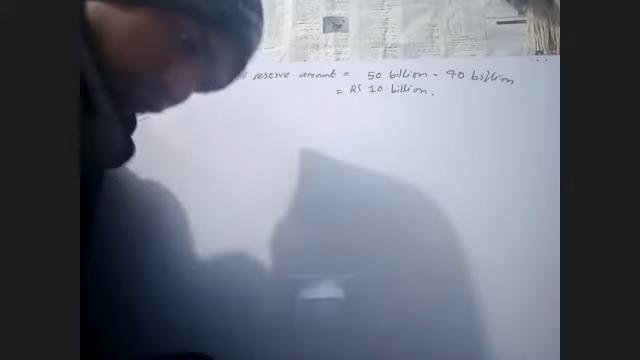 reserve amount = 50 billion - 40 billion
= RS 10 billion.